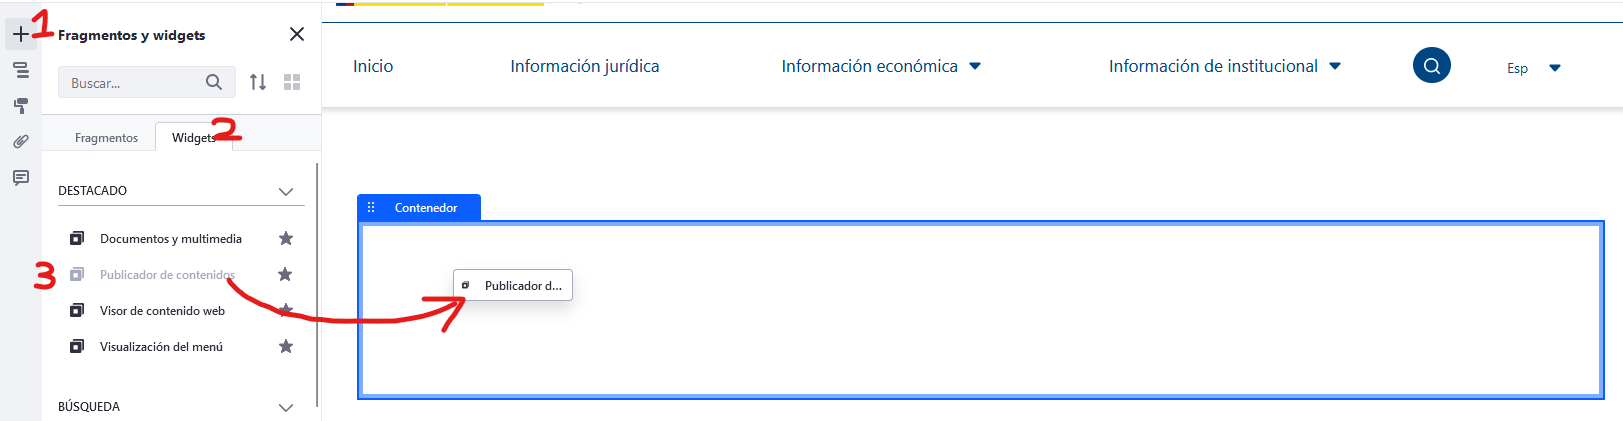 1
Fragmentos y widgets
Buscar...
Fragmentos
Widgets
2
DESTACADO
Documentos y multimedia
3
Publicador de contenidos
Visor de contenido web
Visualización del menú
BÚSQUEDA
Inicio
Información jurídica
Información económica
Información de institucional
Esp
Contenedor
Publicador d...